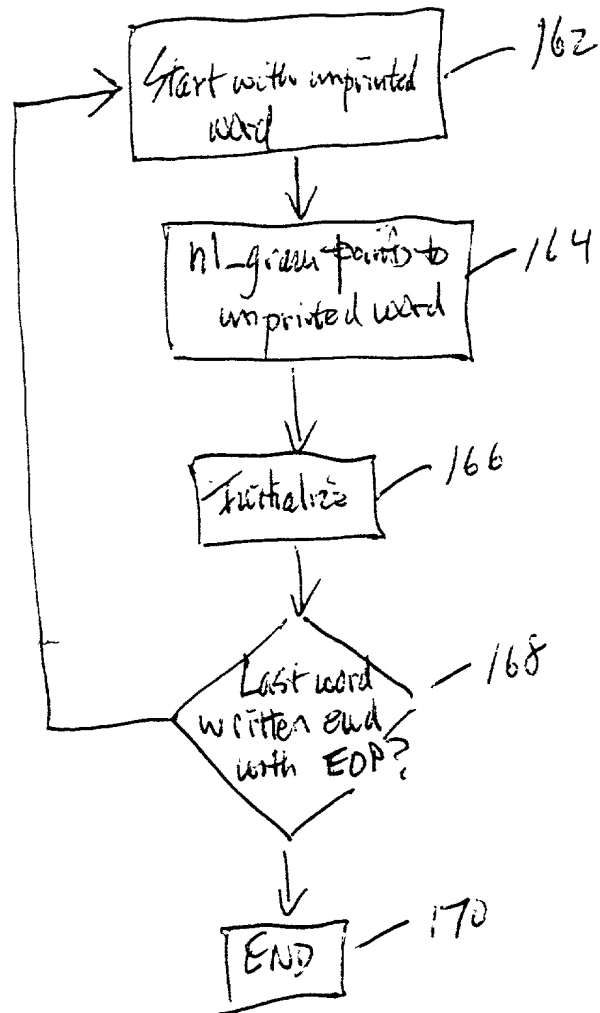 Start with unprinted
word
162
n1_gram points to
unprinted word
164
Initialize
166
Last word
written end
with EOP?
168
END
170